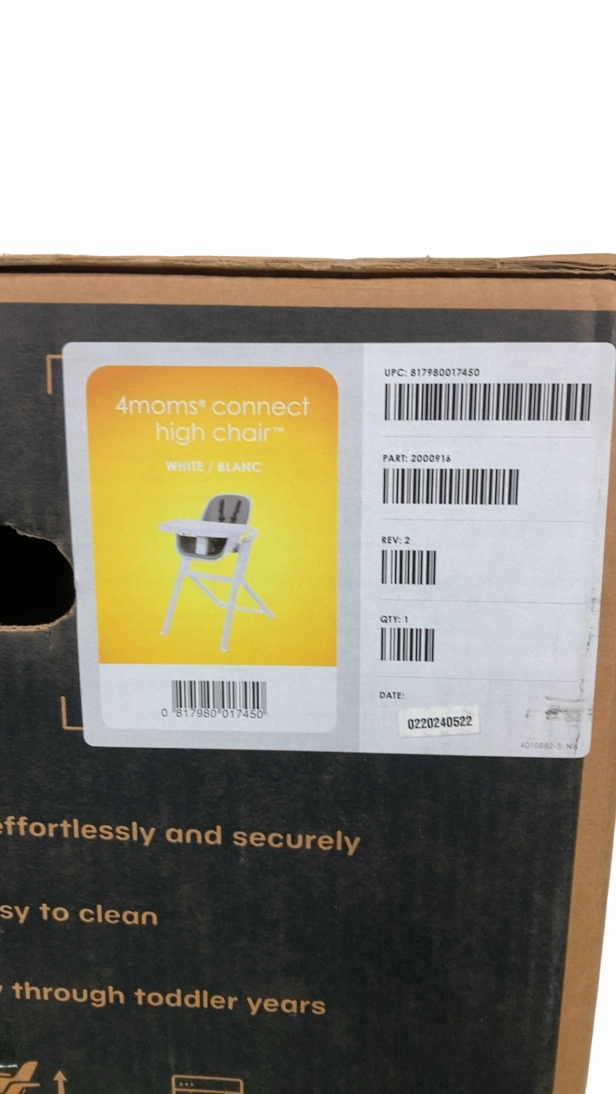 4moms® connect
high chair™
WHITE / BLANC
0 817980 017450
UPC: 817980017450
PART: 2000916
REV: 2
QTY: 1
DATE:
0220240522
effortlessly and securely
to clean
through toddler years